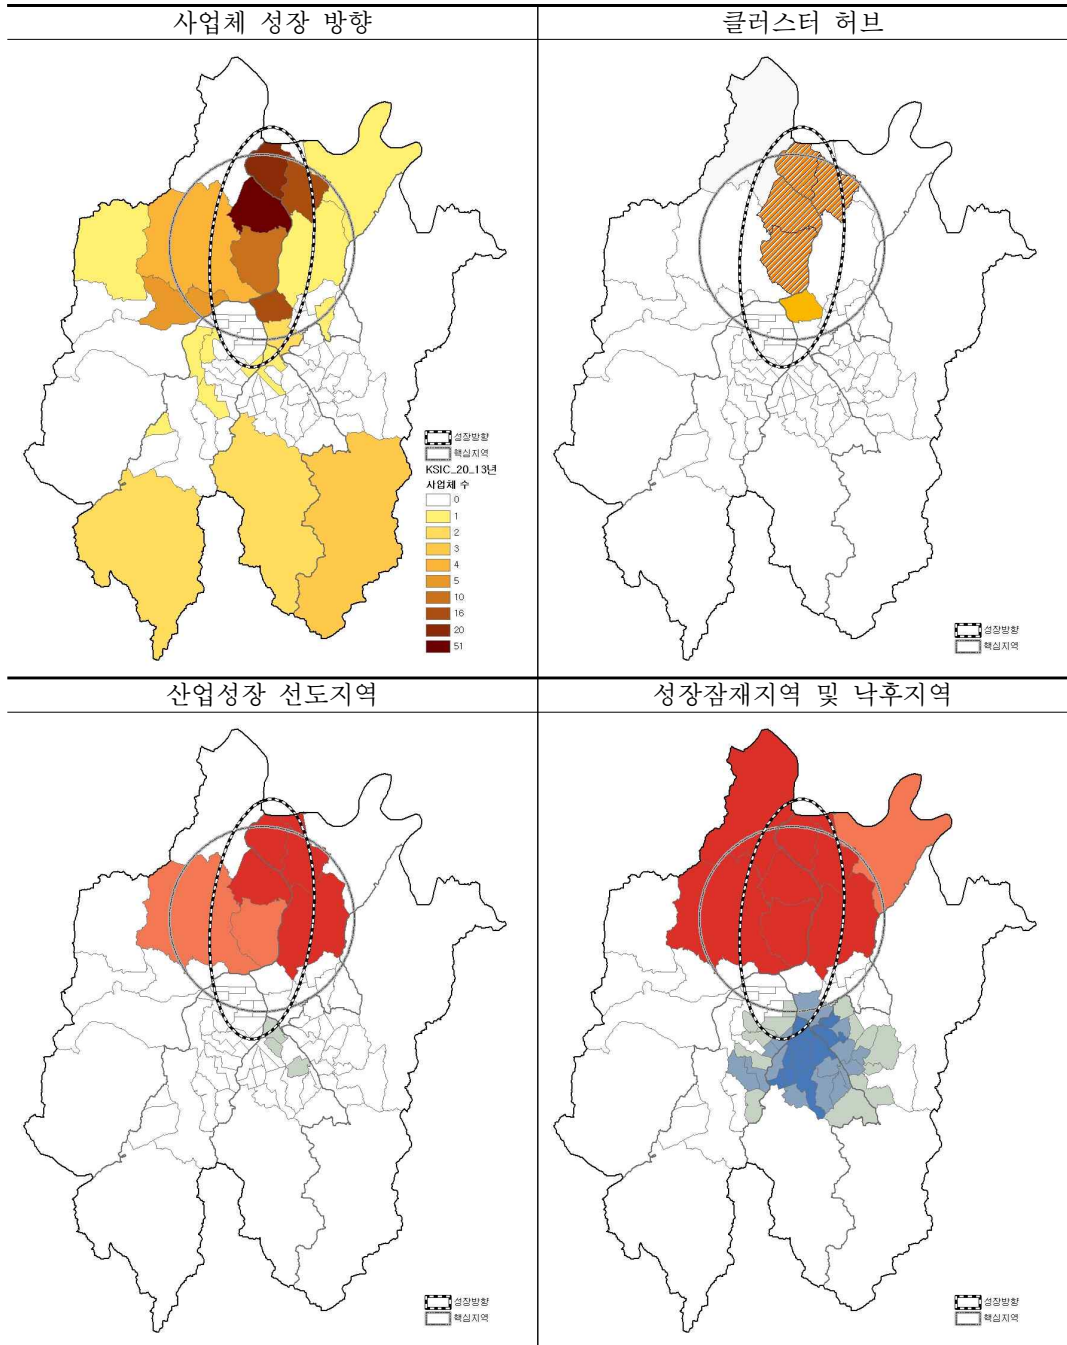 사업체 성장 방향
클러스터 허브
성장방향
핵심지역
KSIC_20_13년
사업체 수
0
1
2
3
4
5
10
16
20
51
성장방향
핵심지역
산업성장 선도지역
성장잠재지역 및 낙후지역
성장방향
핵심지역
성장방향
핵심지역